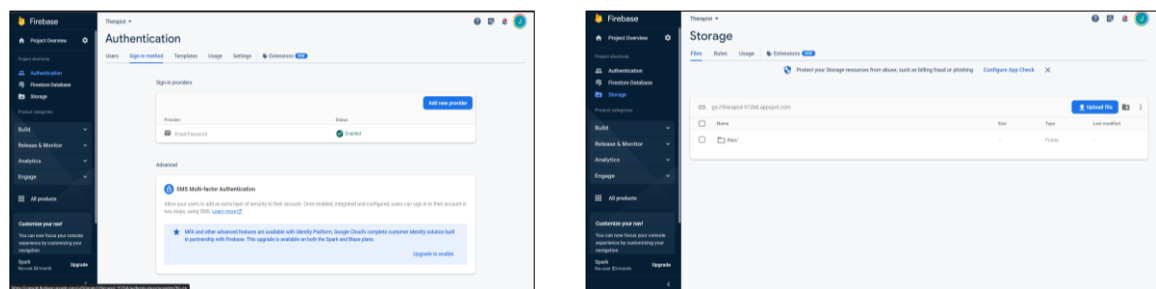 Firebase
Project Overview
Project shortcuts
Authentication
Firestore Database
Storage
Product categories
Build
Release & Monitor
Analytics
Engage
All products
Customize your nav!
You can now focus your console
experience by customizing your
navigation
Spark
No-cost $0/month
Upgrade
Therapist
Authentication
Users Sign-in method Templates Usage Settings Extensions NEW
Sign-in providers
Add new provider
Provider Status
Email/Password Enabled
Advanced
SMS Multi-factor Authentication
Allow your users to add an extra layer of security to their account. Once enabled, integrated and configured, users can sign in to their account in
two steps, using SMS. Learn more
MFA and other advanced features are available with Identity Platform, Google Cloud's complete customer identity solution built
in partnership with Firebase. This upgrade is available on both the Spark and Blaze plans.
Upgrade to enable
Firebase
Project Overview
Project shortcuts
Authentication
Firestore Database
Storage
Product categories
Build
Release & Monitor
Analytics
Engage
All products
Customize your nav!
You can now focus your console
experience by customizing your
navigation
Spark
No-cost $0/month
Upgrade
Therapist
Storage
Files Rules Usage Extensions NEW
Protect your Storage resources from abuse, such as billing fraud or phishing Configure App Check
Upload file
Name Size Type Last modified
files/ Folder